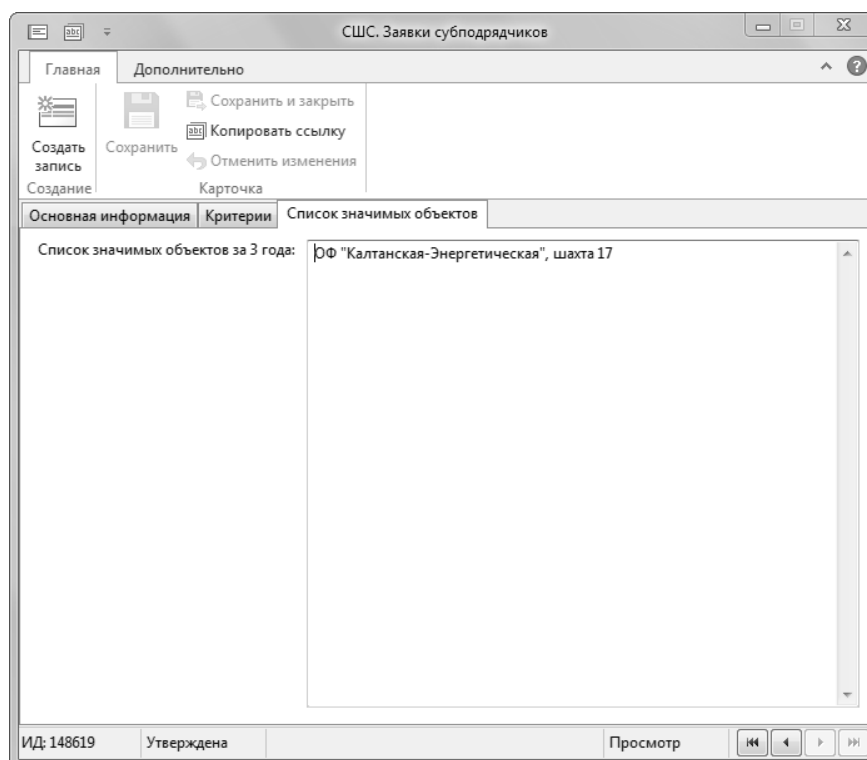 СШС. Заявки субподрядчиков
Главная Дополнительно
Создать запись
Сохранить
Сохранить и закрыть
Копировать ссылку
Отменить изменения
Создание Карточка
Основная информация Критерии Список значимых объектов
Список значимых объектов за 3 года: ОФ "Калтанская-Энергетическая", шахта 17
ИД: 148619 Утверждена Просмотр